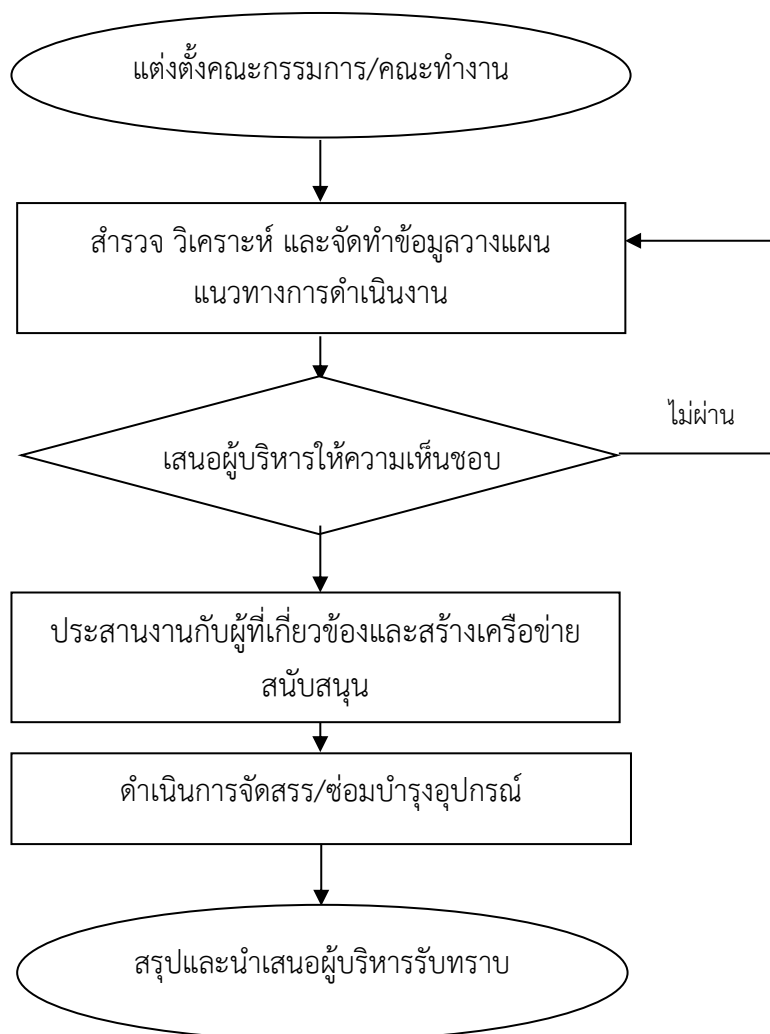 แต่งตั้งคณะกรรมการ/คณะทำงาน
สำรวจ วิเคราะห์ และจัดทำข้อมูลวางแผน
แนวทางการดำเนินงาน
ไม่ผ่าน
เสนอผู้บริหารให้ความเห็นชอบ
ประสานงานกับผู้ที่เกี่ยวข้องและสร้างเครือข่าย
สนับสนุน
ดำเนินการจัดสรร/ซ่อมบำรุงอุปกรณ์
สรุปและนำเสนอผู้บริหารรับทราบ